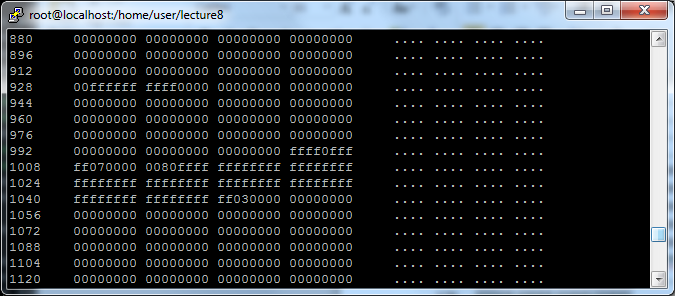 root@localhost:/home/user/lecture8
880 00000000 00000000 00000000 00000000 .... .... .... ....
896 00000000 00000000 00000000 00000000 .... .... .... ....
912 00000000 00000000 00000000 00000000 .... .... .... ....
928 00ffffff ffff0000 00000000 00000000 .... .... .... ....
944 00000000 00000000 00000000 00000000 .... .... .... ....
960 00000000 00000000 00000000 00000000 .... .... .... ....
976 00000000 00000000 00000000 00000000 .... .... .... ....
992 00000000 00000000 00000000 ffff0fff .... .... .... ....
1008 ff070000 0080ffff ffffffff ffffffff .... .... .... ....
1024 ffffffff ffffffff ffffffff ffffffff .... .... .... ....
1040 ffffffff ffffffff ff030000 00000000 .... .... .... ....
1056 00000000 00000000 00000000 00000000 .... .... .... ....
1072 00000000 00000000 00000000 00000000 .... .... .... ....
1088 00000000 00000000 00000000 00000000 .... .... .... ....
1104 00000000 00000000 00000000 00000000 .... .... .... ....
1120 00000000 00000000 00000000 00000000 .... .... .... ....